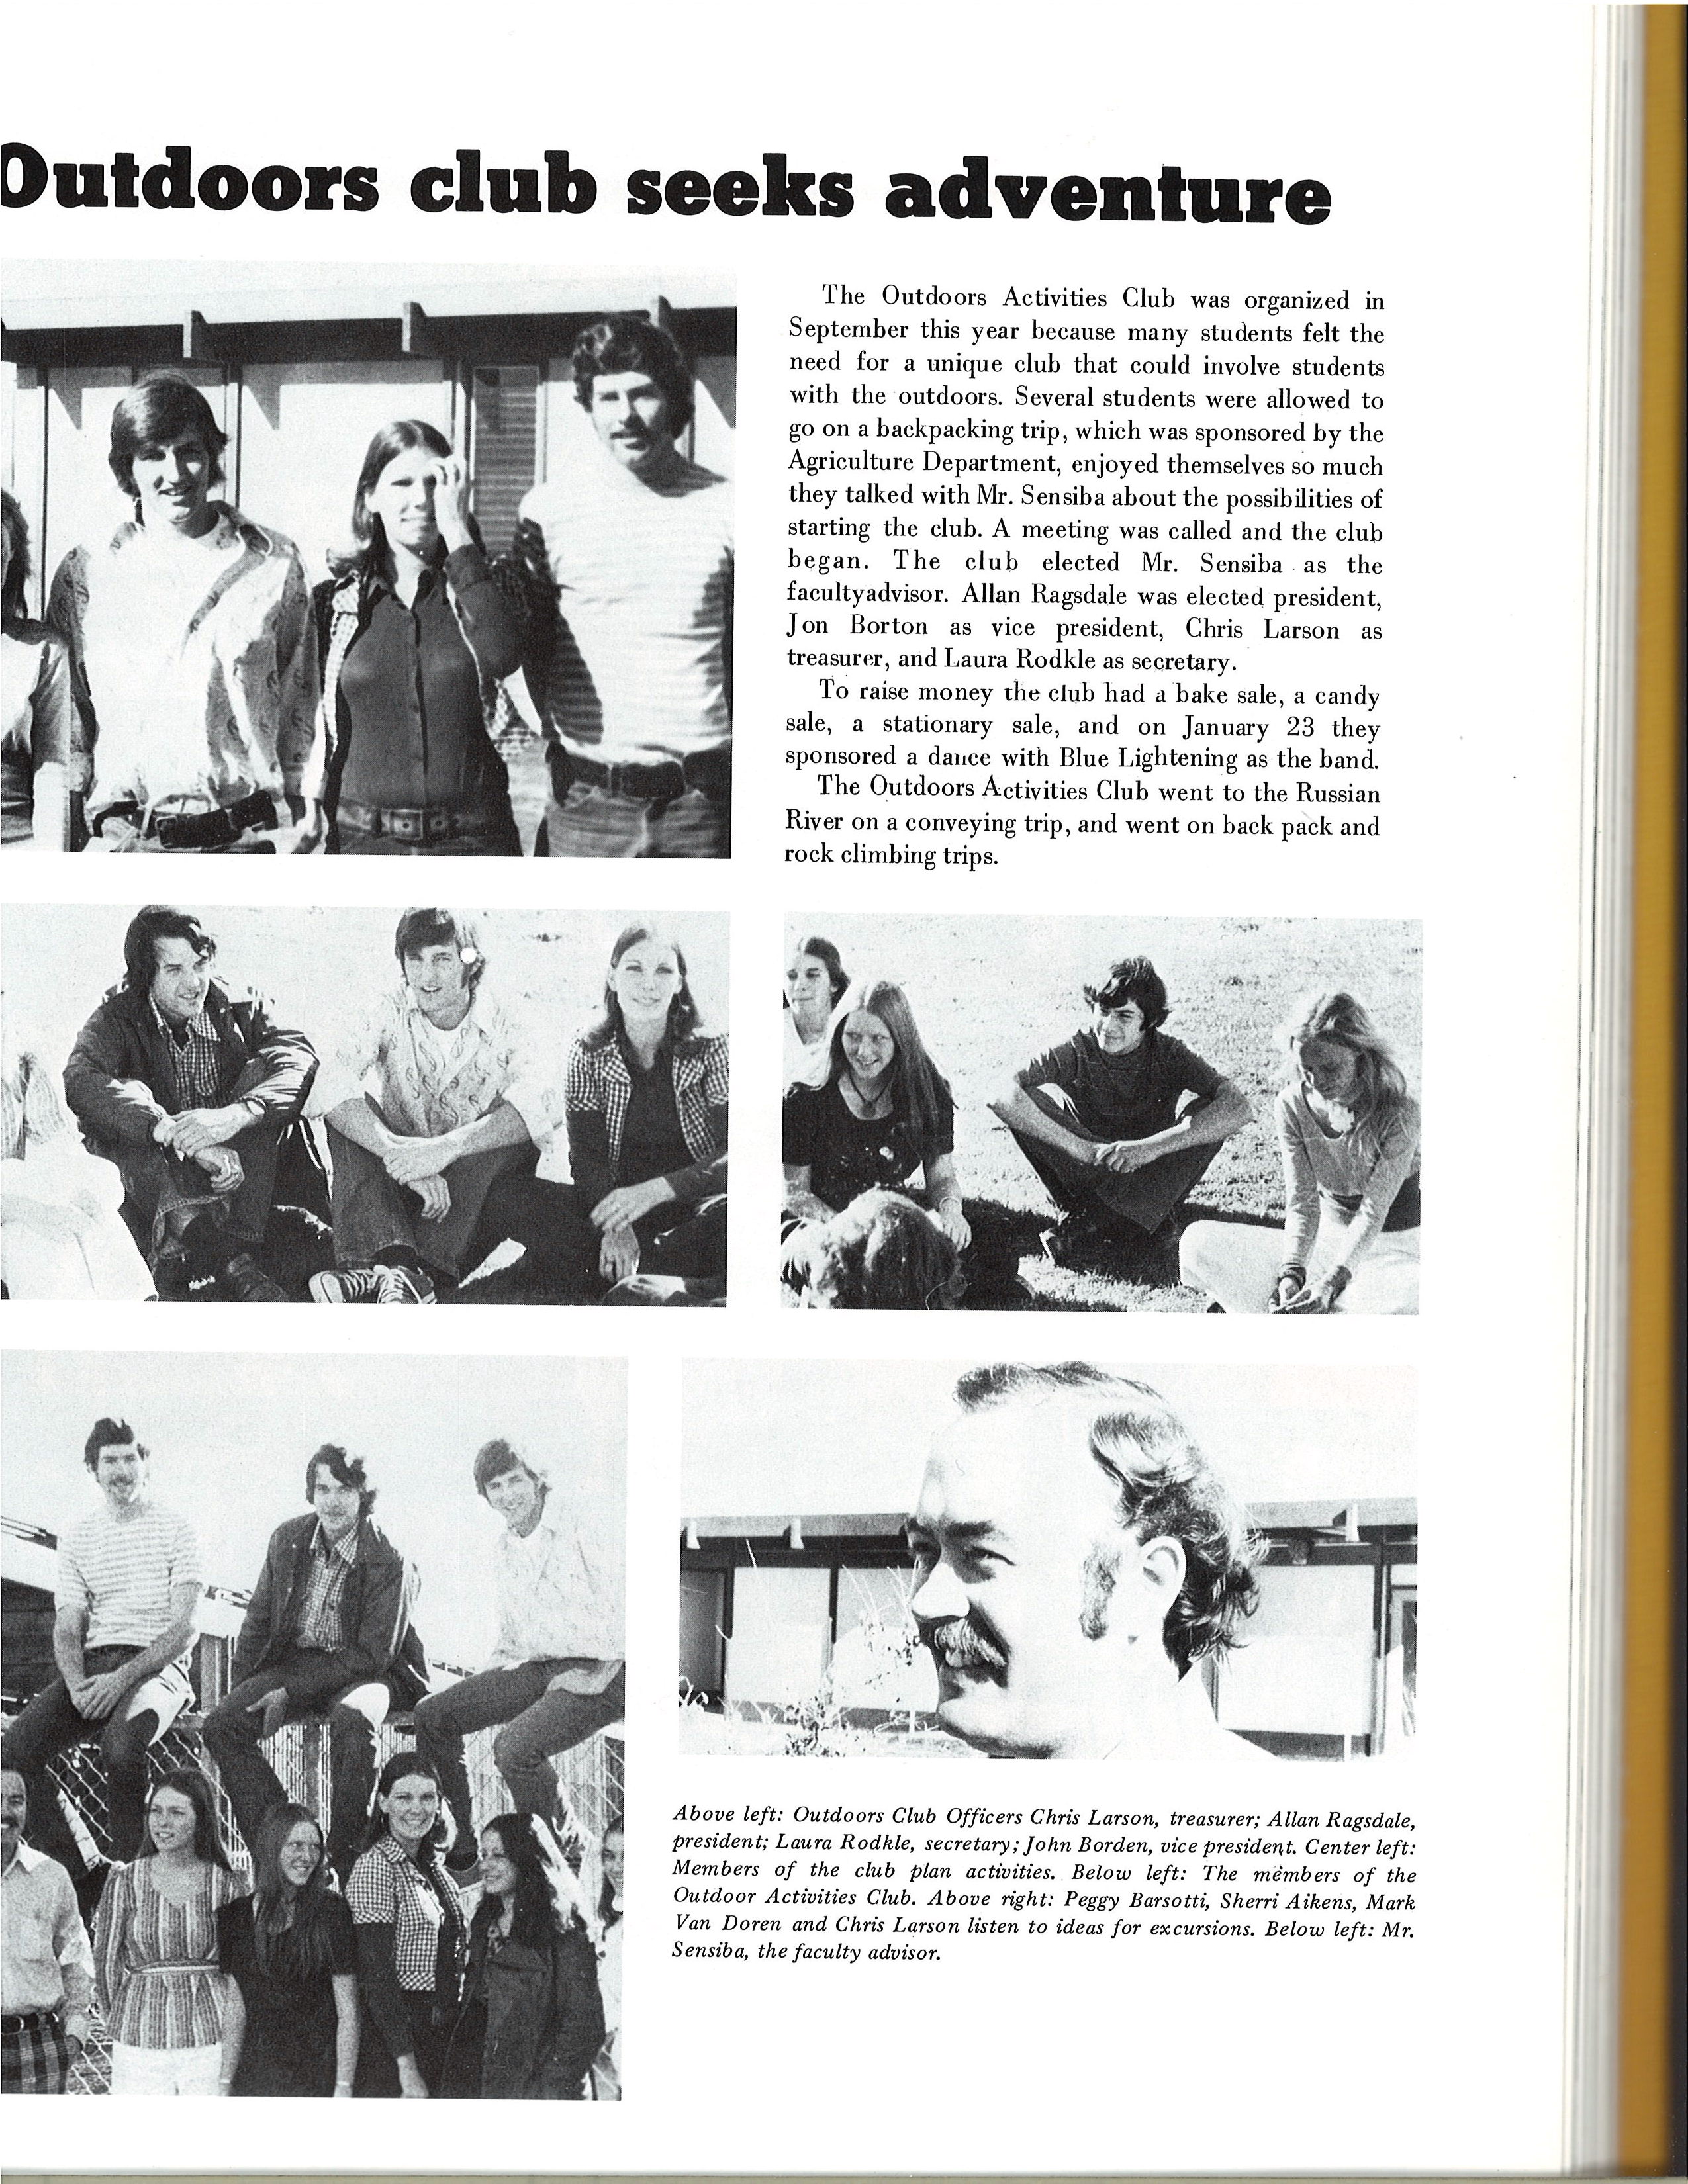 Outdoors club seeks adventure
The Outdoors Activities Club was organized in
September this year because many students felt the
need for a unique club that could involve students
with the outdoors. Several students were allowed to
go on a backpacking trip, which was sponsored by the
Agriculture Department, enjoyed themselves so much
they talked with Mr. Sensiba about the possibilities of
starting the club. A meeting was called and the club
began. The club elected Mr. Sensiba as the
facultyadvisor. Allan Ragsdale was elected president,
Jon Borton as vice president, Chris Larson as
treasurer, and Laura Rodkle as secretary.
To raise money the club had a bake sale, a candy
sale, a stationary sale, and on January 23 they
sponsored a dance with Blue Lightening as the band.
The Outdoors Activities Club went to the Russian
River on a conveying trip, and went on back pack and
rock climbing trips.
Above left: Outdoors Club Officers Chris Larson, treasurer; Allan Ragsdale,
president; Laura Rodkle, secretary; John Borden, vice president. Center left:
Members of the club plan activities. Below left: The members of the
Outdoor Activities Club. Above right: Peggy Barsotti, Sherri Aikens, Mark
Van Doren and Chris Larson listen to ideas for excursions. Below left: Mr.
Sensiba, the faculty advisor.